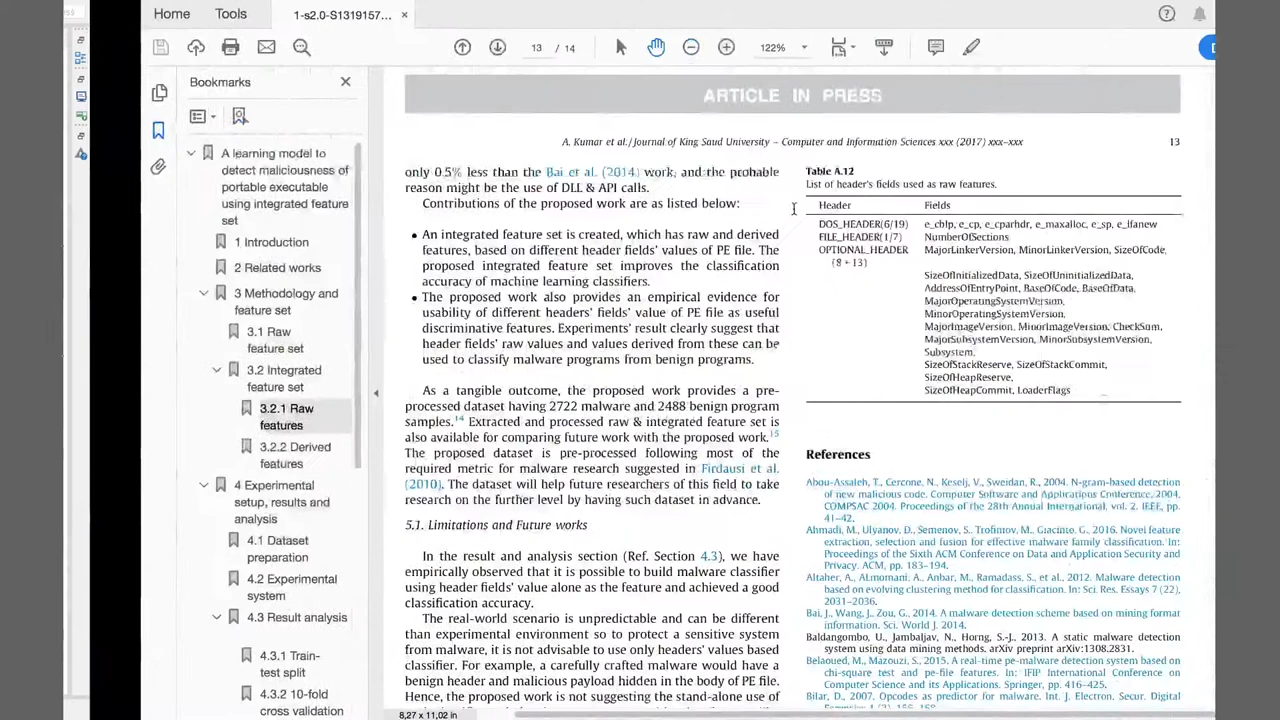 Home
Tools
1-s2.0-S1319157...
13 / 14
122%
Bookmarks
A learning model to
detect maliciousness of
portable executable
using integrated feature
set
1 Introduction
2 Related works
3 Methodology and
feature set
3.1 Raw
feature set
3.2 Integrated
feature set
3.2.1 Raw
features
3.2.2 Derived
features
4 Experimental
setup, results and
analysis
4.1 Dataset
preparation
4.2 Experimental
system
4.3 Result analysis
4.3.1 Train-
test split
4.3.2 10-fold
cross validation
ARTICLE IN PRESS
A. Kumar et al./Journal of King Saud University – Computer and Information Sciences xxx (2017) xxx–xxx
13
only 0.5% less than the Bai et al. (2014) work, and the probable
reason might be the use of DLL & API calls.
Contributions of the proposed work are as listed below:
• An integrated feature set is created, which has raw and derived
features, based on different header fields' values of PE file. The
proposed integrated feature set improves the classification
accuracy of machine learning classifiers.
• The proposed work also provides an empirical evidence for
usability of different headers' fields' value of PE file as useful
discriminative features. Experiments' result clearly suggest that
header fields' raw values and values derived from these can be
used to classify malware programs from benign programs.
As a tangible outcome, the proposed work provides a pre-
processed dataset having 2722 malware and 2488 benign program
samples.14 Extracted and processed raw & integrated feature set is
also available for comparing future work with the proposed work.15
The proposed dataset is pre-processed following most of the
required metric for malware research suggested in Firdausi et al.
(2010). The dataset will help future researchers of this field to take
research on the further level by having such dataset in advance.
5.1. Limitations and Future works
In the result and analysis section (Ref. Section 4.3), we have
empirically observed that it is possible to build malware classifier
using header fields' value alone as the feature and achieved a good
classification accuracy.
The real-world scenario is unpredictable and can be different
than experimental environment so to protect a sensitive system
from malware, it is not advisable to use only headers' values based
classifier. For example, a carefully crafted malware would have a
benign header and malicious payload hidden in the body of PE file.
Hence, the proposed work is not suggesting the stand-alone use of
Table A.12
List of header's fields used as raw features.
Header Fields
DOS_HEADER(6/19) e_cblp, e_cp, e_cparhdr, e_maxalloc, e_sp, e_lfanew
FILE_HEADER(1/7) NumberOfSections
OPTIONAL_HEADER MajorLinkerVersion, MinorLinkerVersion, SizeOfCode,
(8 + 13)
SizeOfInitializedData, SizeOfUninitializedData,
AddressOfEntryPoint, BaseOfCode, BaseOfData,
MajorOperatingSystemVersion,
MinorOperatingSystemVersion,
MajorImageVersion, MinorImageVersion, CheckSum,
MajorSubsystemVersion, MinorSubsystemVersion,
Subsystem,
SizeOfStackReserve, SizeOfStackCommit,
SizeOfHeapReserve,
SizeOfHeapCommit, LoaderFlags
References
Abou-Assaleh, T., Cercone, N., Keselj, V., Sweidan, R., 2004. N-gram-based detection
of new malicious code. Computer Software and Applications Conference, 2004.
COMPSAC 2004. Proceedings of the 28th Annual International, vol. 2. IEEE, pp.
41–42.
Ahmadi, M., Ulyanov, D., Semenov, S., Trofimov, M., Giacinto, G., 2016. Novel feature
extraction, selection and fusion for effective malware family classification. In:
Proceedings of the Sixth ACM Conference on Data and Application Security and
Privacy. ACM, pp. 183–194.
Altaher, A., ALmomani, A., Anbar, M., Ramadass, S., et al., 2012. Malware detection
based on evolving clustering method for classification. In: Sci. Res. Essays 7 (22),
2031–2036.
Bai, J., Wang, J., Zou, G., 2014. A malware detection scheme based on mining format
information. Sci. World J. 2014.
Baldangombo, U., Jambaljav, N., Horng, S.-J., 2013. A static malware detection
system using data mining methods. arXiv preprint arXiv:1308.2831.
Belaoued, M., Mazouzi, S., 2015. A real-time pe-malware detection system based on
chi-square test and pe-file features. In: IFIP International Conference on
Computer Science and its Applications. Springer, pp. 416–425.
Bilar, D., 2007. Opcodes as predictor for malware. Int. J. Electron. Secur. Digital
8,27 x 11,02 in